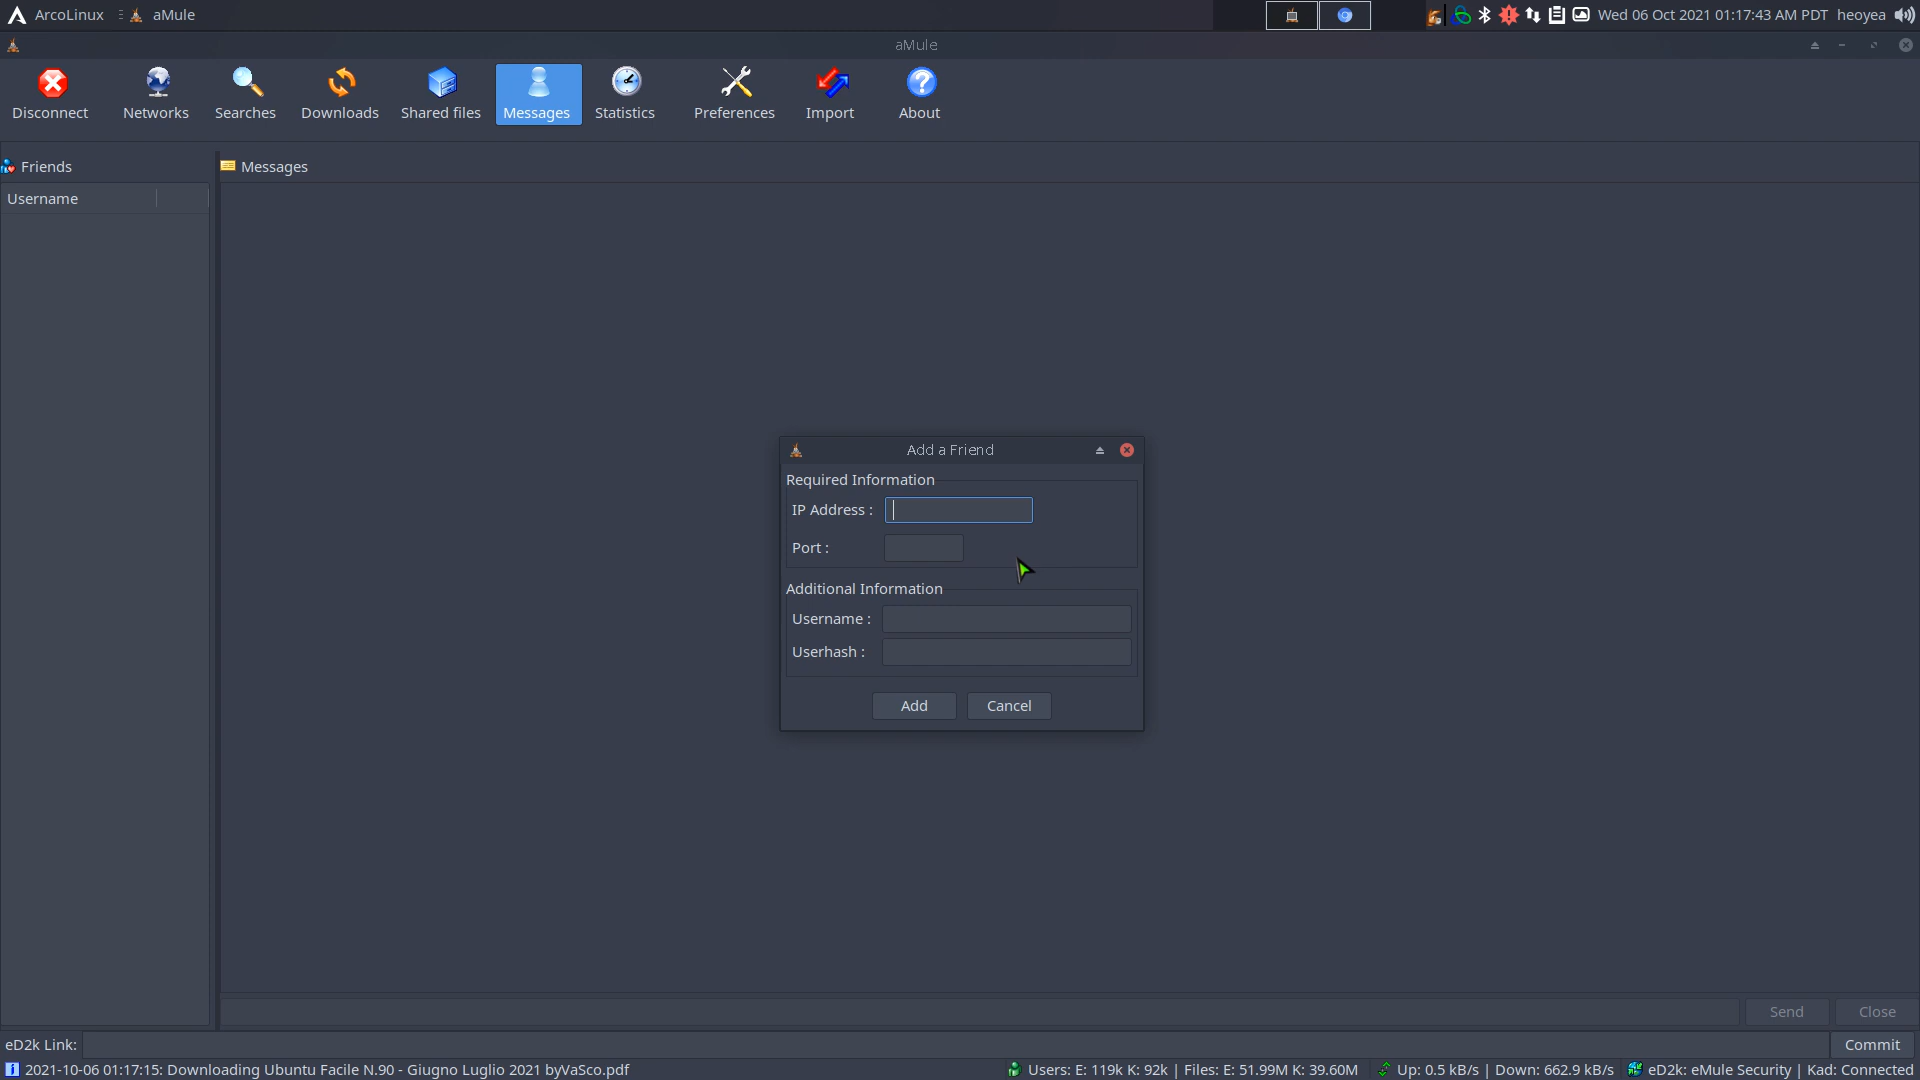 ArcoLinux aMule Wed 06 Oct 2021 01:17:43 AM PDT heoyea
aMule
Disconnect Networks Searches Downloads Shared files Messages Statistics Preferences Import About
Friends Messages
Username
Add a Friend
Required Information
IP Address :
Port :
Additional Information
Username :
Userhash :
Add Cancel
Send Close
eD2k Link: Commit
2021-10-06 01:17:15: Downloading Ubuntu Facile N.90 - Giugno Luglio 2021 byVaSco.pdf Users: E: 119k K: 92k | Files: E: 51.99M K: 39.60M Up: 0.5 kB/s | Down: 662.9 kB/s eD2k: eMule Security | Kad: Connected